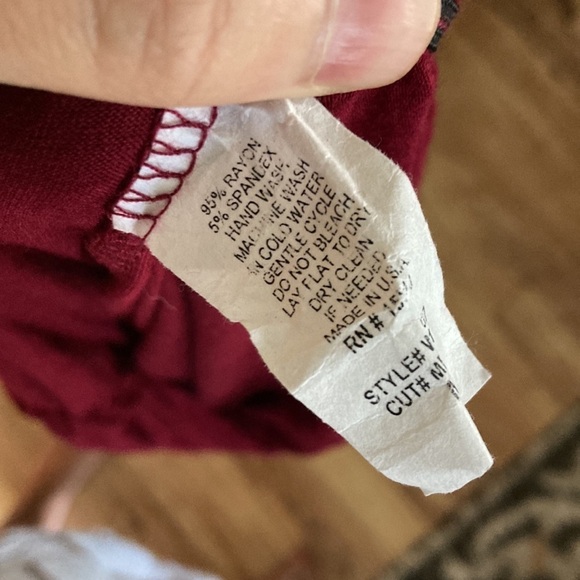 95% RAYON
5% SPANDEX
HAND WASH
MACHINE WASH
IN COLD WATER
GENTLE CYCLE
DO NOT BLEACH
LAY FLAT TO DRY
DRY CLEAN
IF NEEDED
MADE IN U.S.A
RN #
STYLE#
CUT#